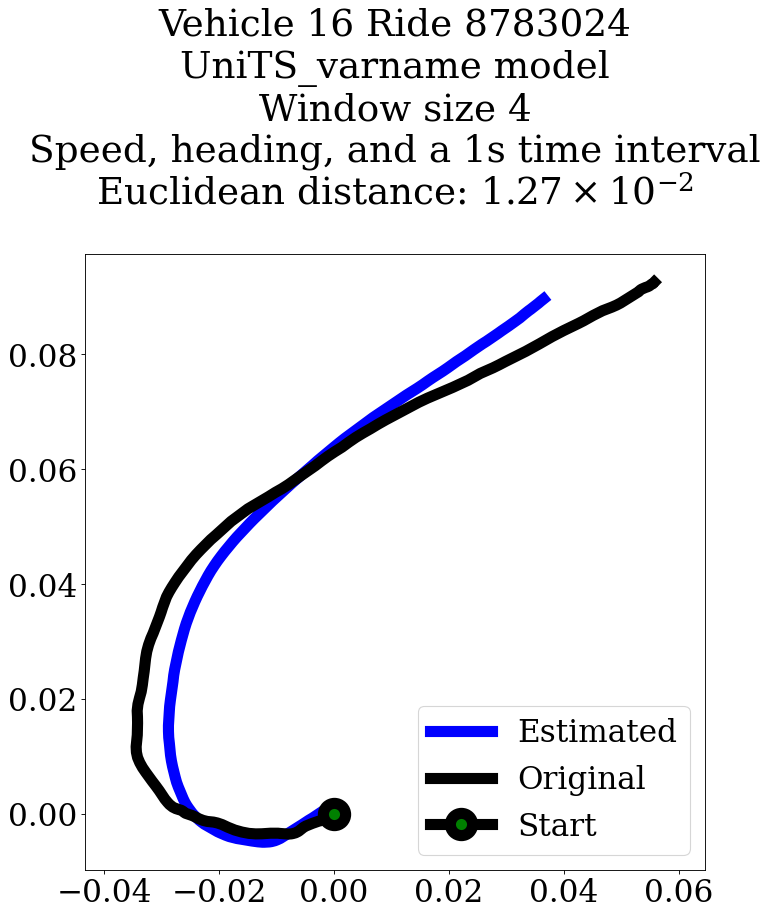 Vehicle 16 Ride 8783024
UniTS_varname model
Window size 4
Speed, heading, and a 1s time interval
Euclidean distance: 1.27 × 10⁻²
0.08
0.06
0.04
0.02
0.00
Estimated
Original
Start
−0.04 −0.02 0.00 0.02 0.04 0.06